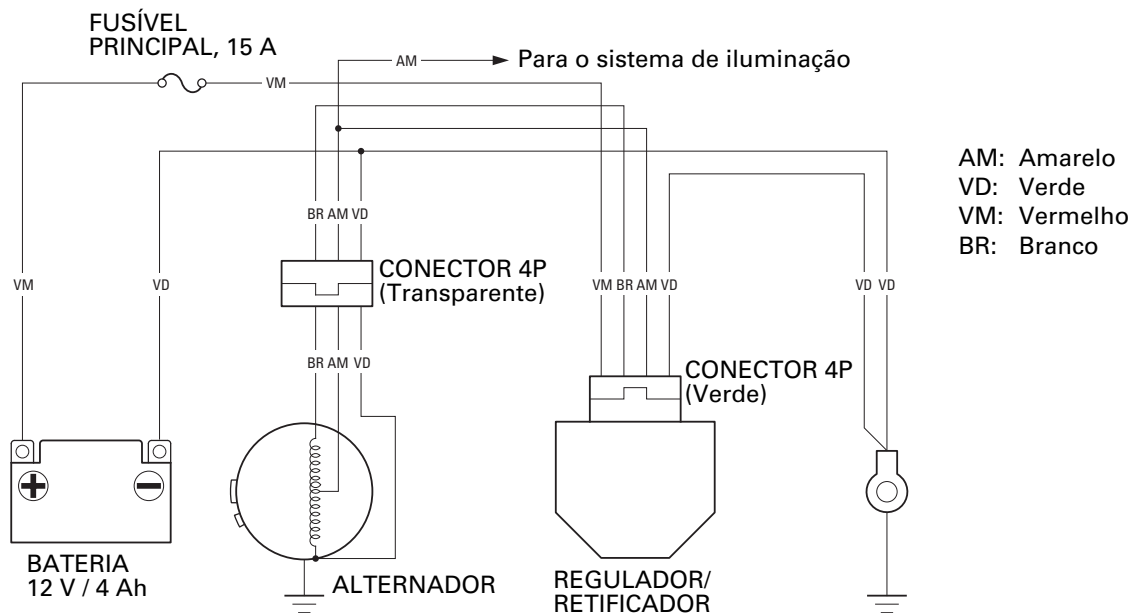 FUSÍVEL
PRINCIPAL, 15 A
AM
Para o sistema de iluminação
VM
AM: Amarelo
VD: Verde
VM: Vermelho
BR: Branco
BR AM VD
CONECTOR 4P
(Transparente)
VM
VD
VM BR AM VD
VD VD
BR AM VD
CONECTOR 4P
(Verde)
BATERIA
12 V / 4 Ah
ALTERNADOR
REGULADOR/
RETIFICADOR